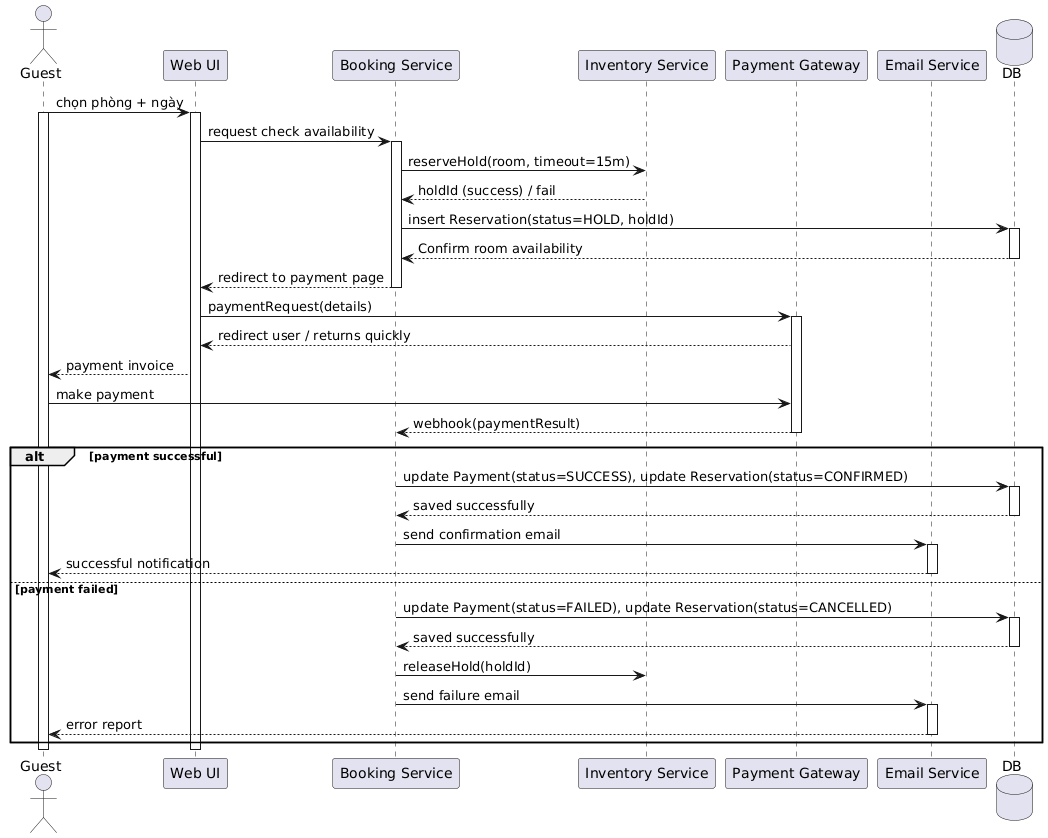 Guest
Web UI
Booking Service
Inventory Service
Payment Gateway
Email Service
DB
chọn phòng + ngày
request check availability
reserveHold(room, timeout=15m)
holdId (success) / fail
insert Reservation(status=HOLD, holdId)
Confirm room availability
redirect to payment page
paymentRequest(details)
redirect user / returns quickly
payment invoice
make payment
webhook(paymentResult)
alt [payment successful]
update Payment(status=SUCCESS), update Reservation(status=CONFIRMED)
saved successfully
send confirmation email
successful notification
[payment failed]
update Payment(status=FAILED), update Reservation(status=CANCELLED)
saved successfully
releaseHold(holdId)
send failure email
error report
Guest
Web UI
Booking Service
Inventory Service
Payment Gateway
Email Service
DB